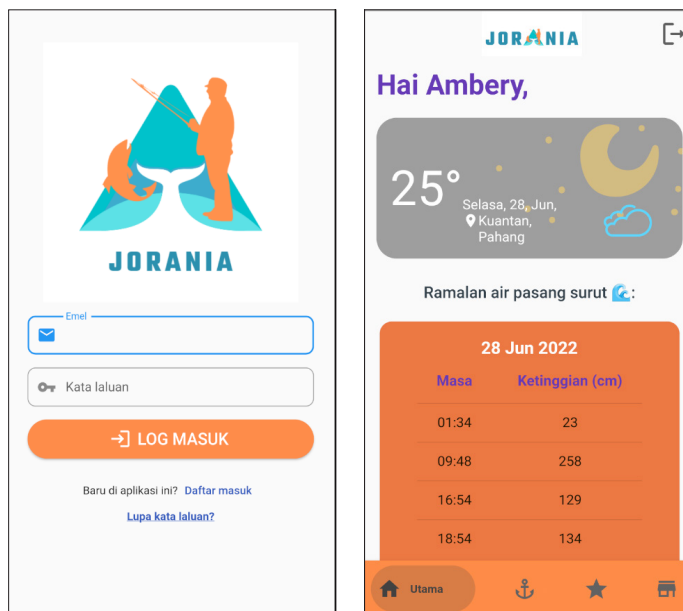 JORANIA
Emel
Kata laluan
LOG MASUK
Baru di aplikasi ini? Daftar masuk
Lupa kata laluan?
JORANIA
Hai Ambery,
25°
Selasa, 28, Jun,
Kuantan,
Pahang
Ramalan air pasang surut 🌊:
28 Jun 2022
Masa Ketinggian (cm)
01:34 23
09:48 258
16:54 129
18:54 134
Utama